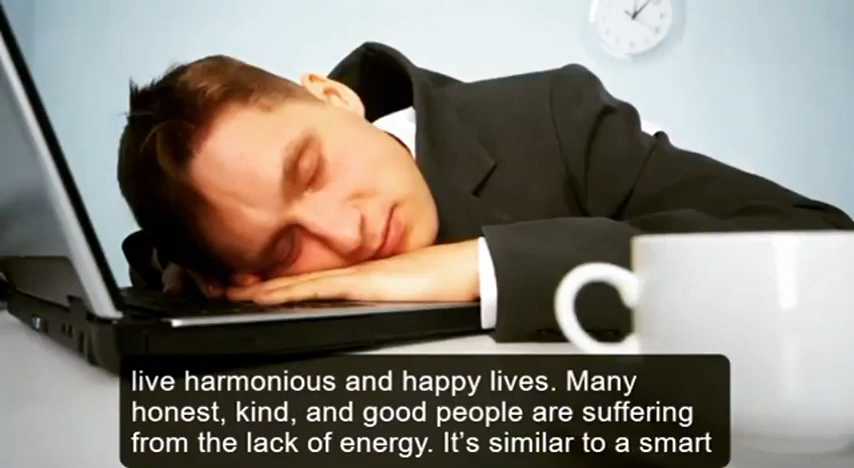 live harmonious and happy lives. Many
honest, kind, and good people are suffering
from the lack of energy. It's similar to a smart